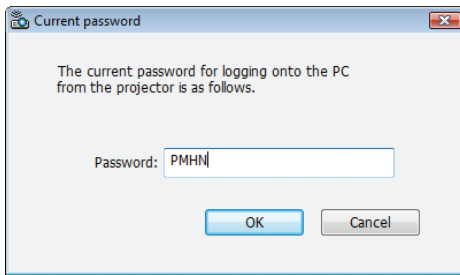 Current password
The current password for logging onto the PC
from the projector is as follows.
Password: PMHN
OK Cancel